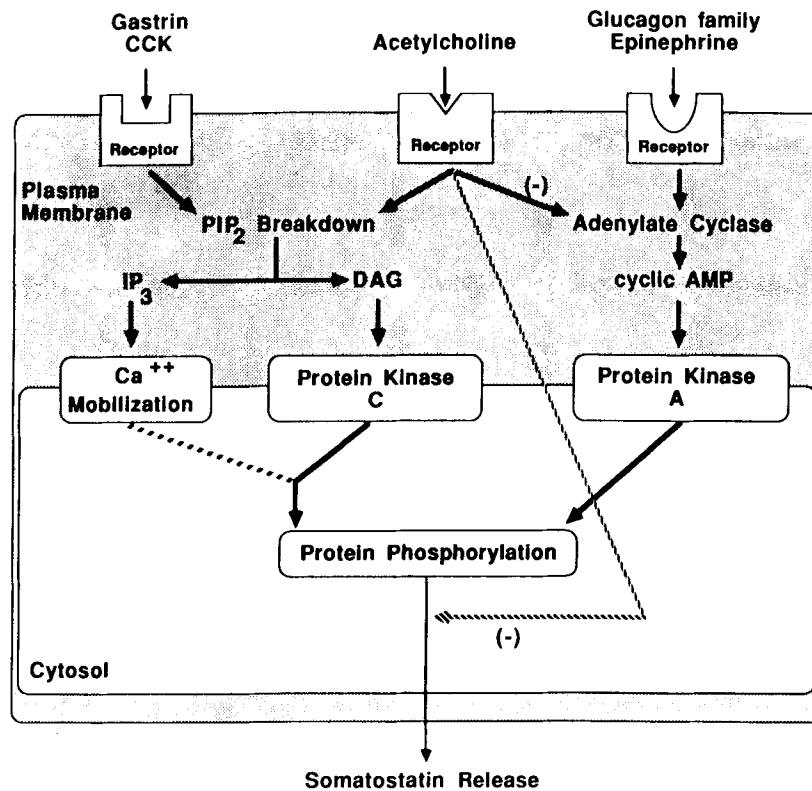 Gastrin
CCK
Acetylcholine
Glucagon family
Epinephrine
Receptor
Receptor
Receptor
Plasma
Membrane
(-)
PIP2 Breakdown
Adenylate Cyclase
IP3
DAG
cyclic AMP
Ca++
Mobilization
Protein Kinase
C
Protein Kinase
A
Protein Phosphorylation
(-)
Cytosol
Somatostatin Release